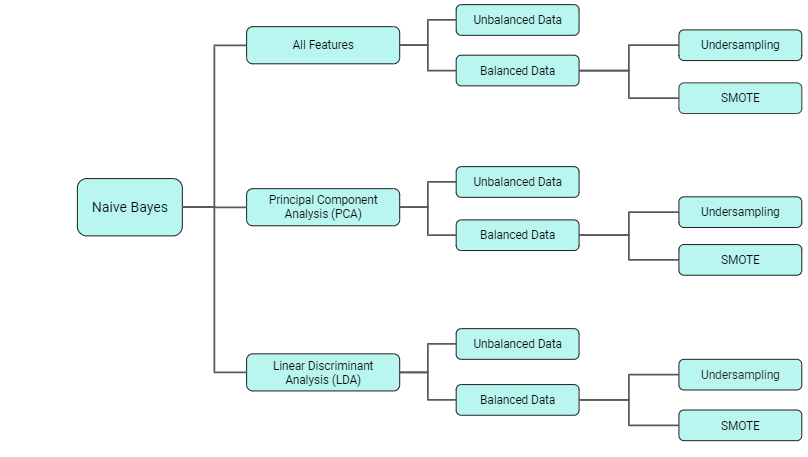 Naive Bayes
All Features
Unbalanced Data
Balanced Data
Undersampling
SMOTE
Principal Component
Analysis (PCA)
Unbalanced Data
Balanced Data
Undersampling
SMOTE
Linear Discriminant
Analysis (LDA)
Unbalanced Data
Balanced Data
Undersampling
SMOTE